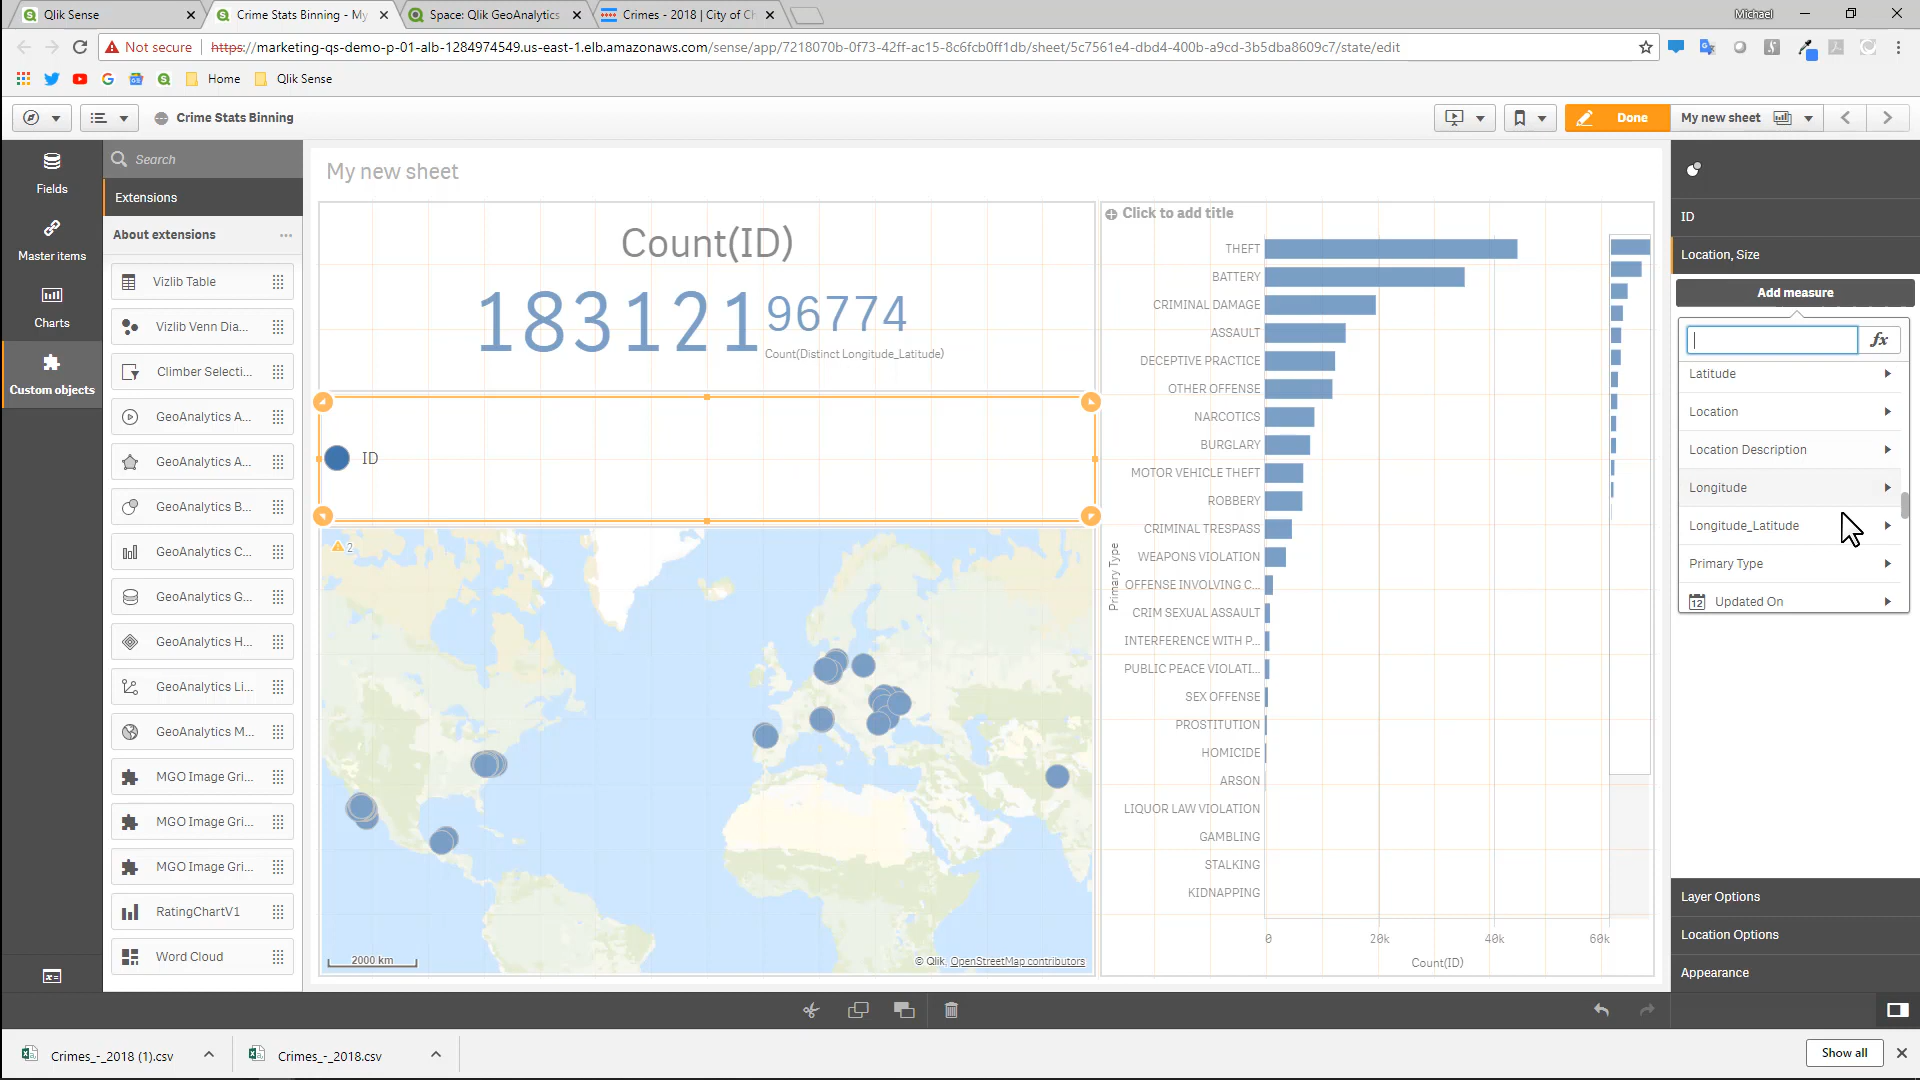 Qlik Sense
Crime Stats Binning - My
Space: Qlik GeoAnalytics
Crimes - 2018 | City of Ch
Michael
Not secure
https://marketing-qs-demo-p-01-alb-1284974549.us-east-1.elb.amazonaws.com/sense/app/7218070b-0f73-42ff-ac15-8c6fcb0ff1db/sheet/5c7561e4-dbd4-400b-a9cd-3b5dba8609c7/state/edit
Home
Qlik Sense
Crime Stats Binning
Done
My new sheet
Fields
Master items
Charts
Custom objects
Search
Extensions
About extensions
Vizlib Table
Vizlib Venn Dia...
Climber Selecti...
GeoAnalytics A...
GeoAnalytics A...
GeoAnalytics B...
GeoAnalytics C...
GeoAnalytics G...
GeoAnalytics H...
GeoAnalytics Li...
GeoAnalytics M...
MGO Image Gri...
MGO Image Gri...
MGO Image Gri...
RatingChartV1
Word Cloud
My new sheet
Count(ID)
183121
96774
Count(Distinct Longitude_Latitude)
ID
2
2000 km
© Qlik, OpenStreetMap contributors
Click to add title
Primary Type
THEFT
BATTERY
CRIMINAL DAMAGE
ASSAULT
DECEPTIVE PRACTICE
OTHER OFFENSE
NARCOTICS
BURGLARY
MOTOR VEHICLE THEFT
ROBBERY
CRIMINAL TRESPASS
WEAPONS VIOLATION
OFFENSE INVOLVING C...
CRIM SEXUAL ASSAULT
INTERFERENCE WITH P...
PUBLIC PEACE VIOLATI...
SEX OFFENSE
PROSTITUTION
HOMICIDE
ARSON
LIQUOR LAW VIOLATION
GAMBLING
STALKING
KIDNAPPING
0 20k 40k 60k
Count(ID)
ID
Location, Size
Add measure
fx
Latitude
Location
Location Description
Longitude
Longitude_Latitude
Primary Type
12 Updated On
Layer Options
Location Options
Appearance
Crimes_-_2018 (1).csv
Crimes_-_2018.csv
Show all